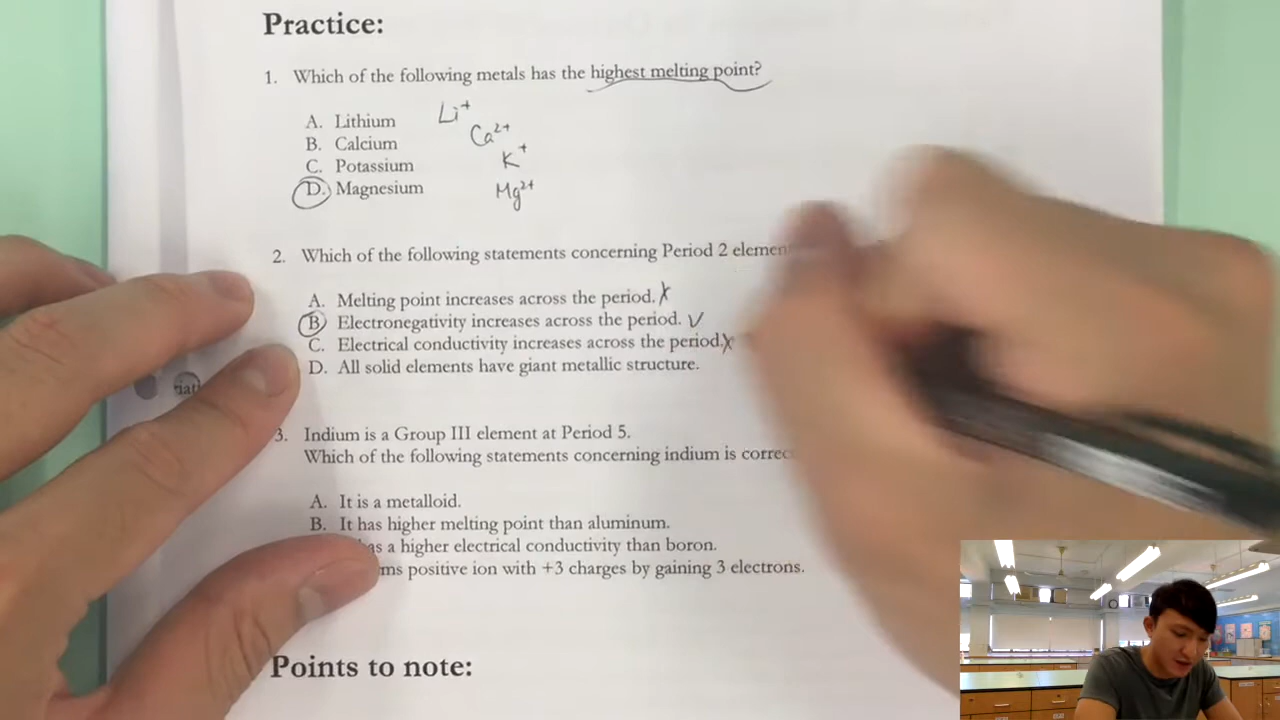 Practice:
1. Which of the following metals has the highest melting point?
A. Lithium Li⁺
B. Calcium Ca²⁺
C. Potassium K⁺
D. Magnesium Mg²⁺
2. Which of the following statements concerning Period 2
A. Melting point increases across the period. X
B. Electronegativity increases across the period. ✓
C. Electrical conductivity increases across the period. X
D. All solid elements have giant metallic structure.
3. Indium is a Group III element at Period 5.
Which of the following statements concerning indium is
A. It is a metalloid.
B. It has higher melting point than aluminum.
a higher electrical conductivity than boron.
positive ion with +3 charges by gaining 3 electrons.
Points to note: